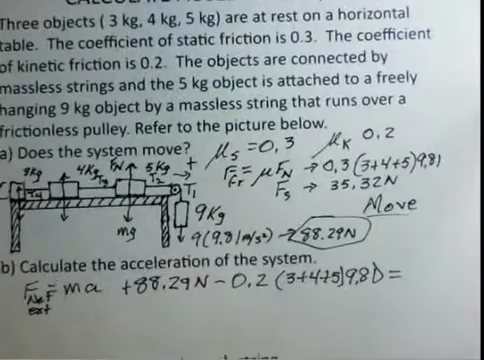 Three objects ( 3 kg, 4 kg, 5 kg) are at rest on a horizontal
table. The coefficient of static friction is 0.3. The coefficient
of kinetic friction is 0.2. The objects are connected by
massless strings and the 5 kg object is attached to a freely
hanging 9 kg object by a massless string that runs over a
frictionless pulley. Refer to the picture below.
a) Does the system move? μs = 0,3 μK 0,2
3Kg 4Kg T3 FN 5Kg T2 + T1
FFr = μFN → 0,3(3+4+5)9,81
Fs → 35,32N
Move
9Kg
mg 9(9.81m/s²) → 88.29N
b) Calculate the acceleration of the system.
F = ma +88.29N - 0.2 (3+4+5)9,81) =
Net
ext